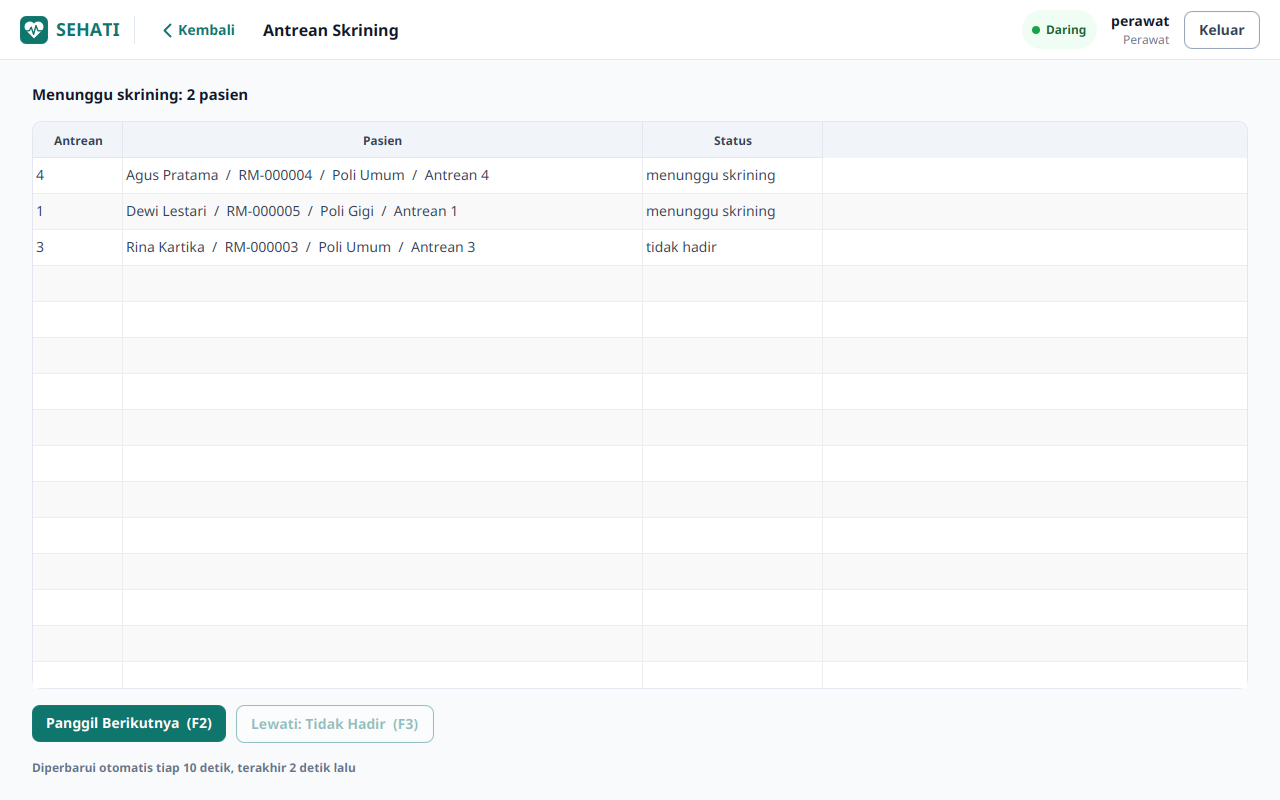 SEHATI
Kembali
Antrean Skrining
Daring
perawat
Perawat
Keluar
Menunggu skrining: 2 pasien
Antrean Pasien Status
4 Agus Pratama / RM-000004 / Poli Umum / Antrean 4 menunggu skrining
1 Dewi Lestari / RM-000005 / Poli Gigi / Antrean 1 menunggu skrining
3 Rina Kartika / RM-000003 / Poli Umum / Antrean 3 tidak hadir
Panggil Berikutnya (F2)
Lewati: Tidak Hadir (F3)
Diperbarui otomatis tiap 10 detik, terakhir 2 detik lalu